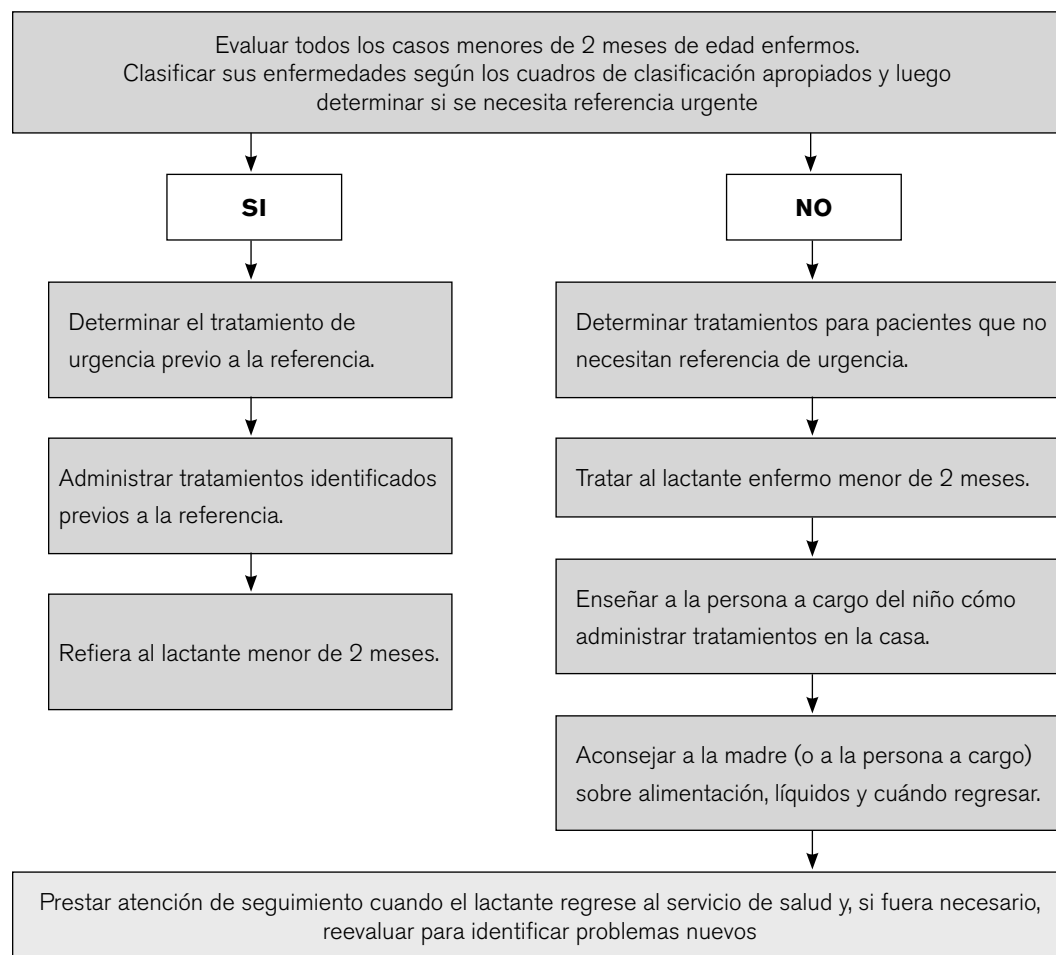 Evaluar todos los casos menores de 2 meses de edad enfermos.
Clasificar sus enfermedades según los cuadros de clasificación apropiados y luego
determinar si se necesita referencia urgente
SI
NO
Determinar el tratamiento de
urgencia previo a la referencia.
Administrar tratamientos identificados
previos a la referencia.
Refiera al lactante menor de 2 meses.
Determinar tratamientos para pacientes que no
necesitan referencia de urgencia.
Tratar al lactante enfermo menor de 2 meses.
Enseñar a la persona a cargo del niño cómo
administrar tratamientos en la casa.
Aconsejar a la madre (o a la persona a cargo)
sobre alimentación, líquidos y cuándo regresar.
Prestar atención de seguimiento cuando el lactante regrese al servicio de salud y, si fuera necesario,
reevaluar para identificar problemas nuevos